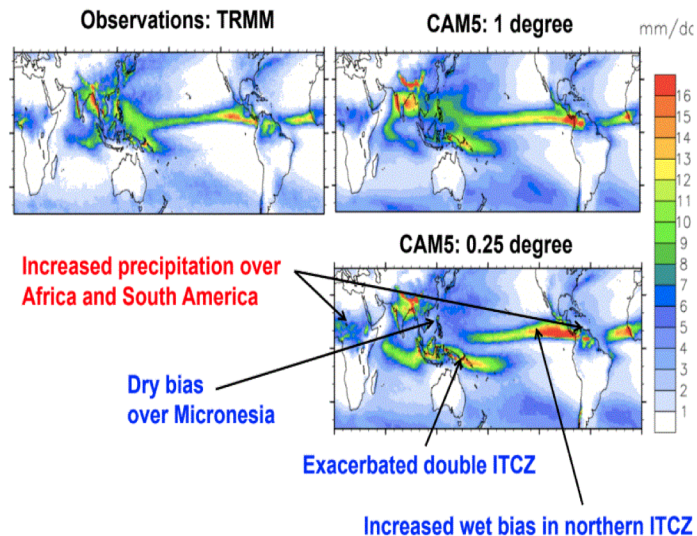 Observations: TRMM
CAM5: 1 degree
16
15
14
13
12
11
10
9
8
7
6
5
4
3
2
1
CAM5: 0.25 degree
Increased precipitation over
Africa and South America
Dry bias
over Micronesia
Exacerbated double ITCZ
Increased wet bias in northern ITCZ